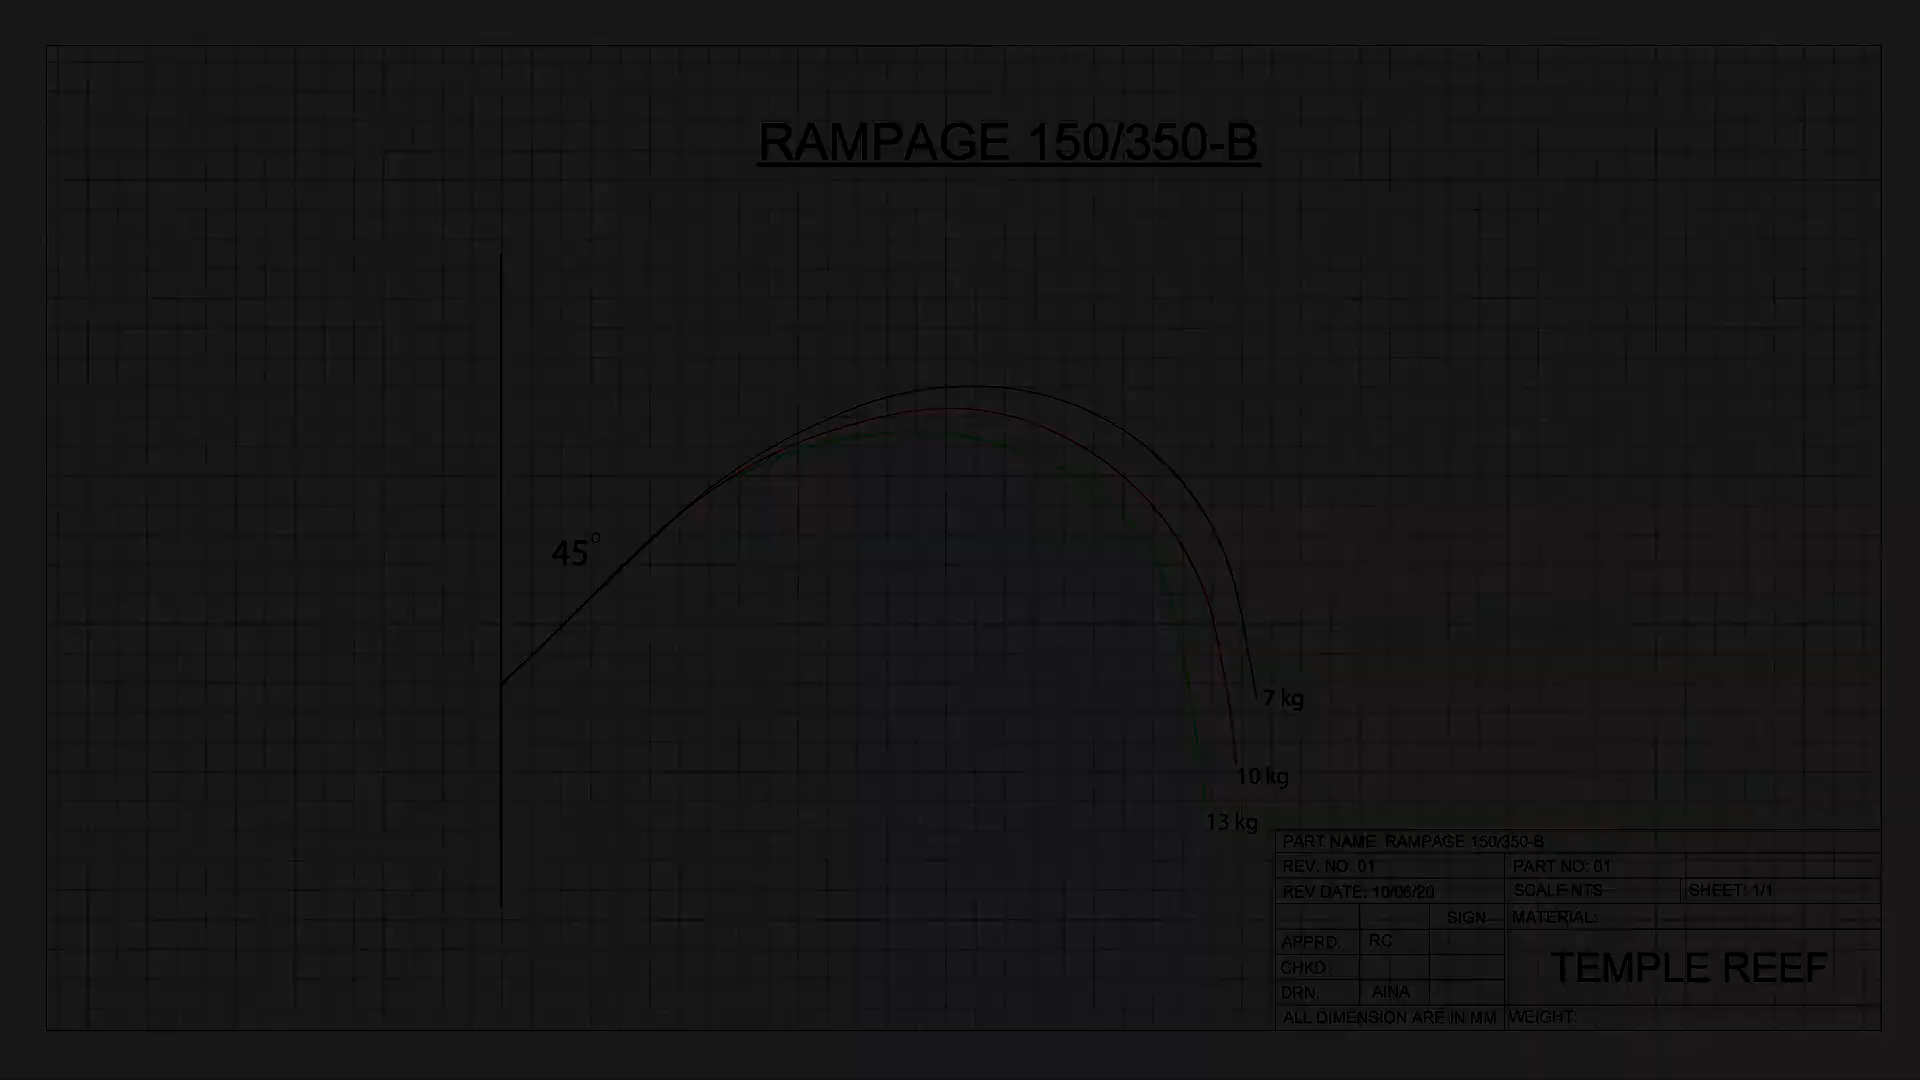 RAMPAGE 150/350-B
45°
7 kg
10 kg
13 kg
PART NAME RAMPAGE 150/350-B
REV. NO. 01 PART NO: 01
REV DATE: 10/06/20 SCALE NTS SHEET: 1/1
SIGN MATERIAL:
APPRD. RC
CHKD.
TEMPLE REEF
DRN. AINA
ALL DIMENSION ARE IN MM WEIGHT: